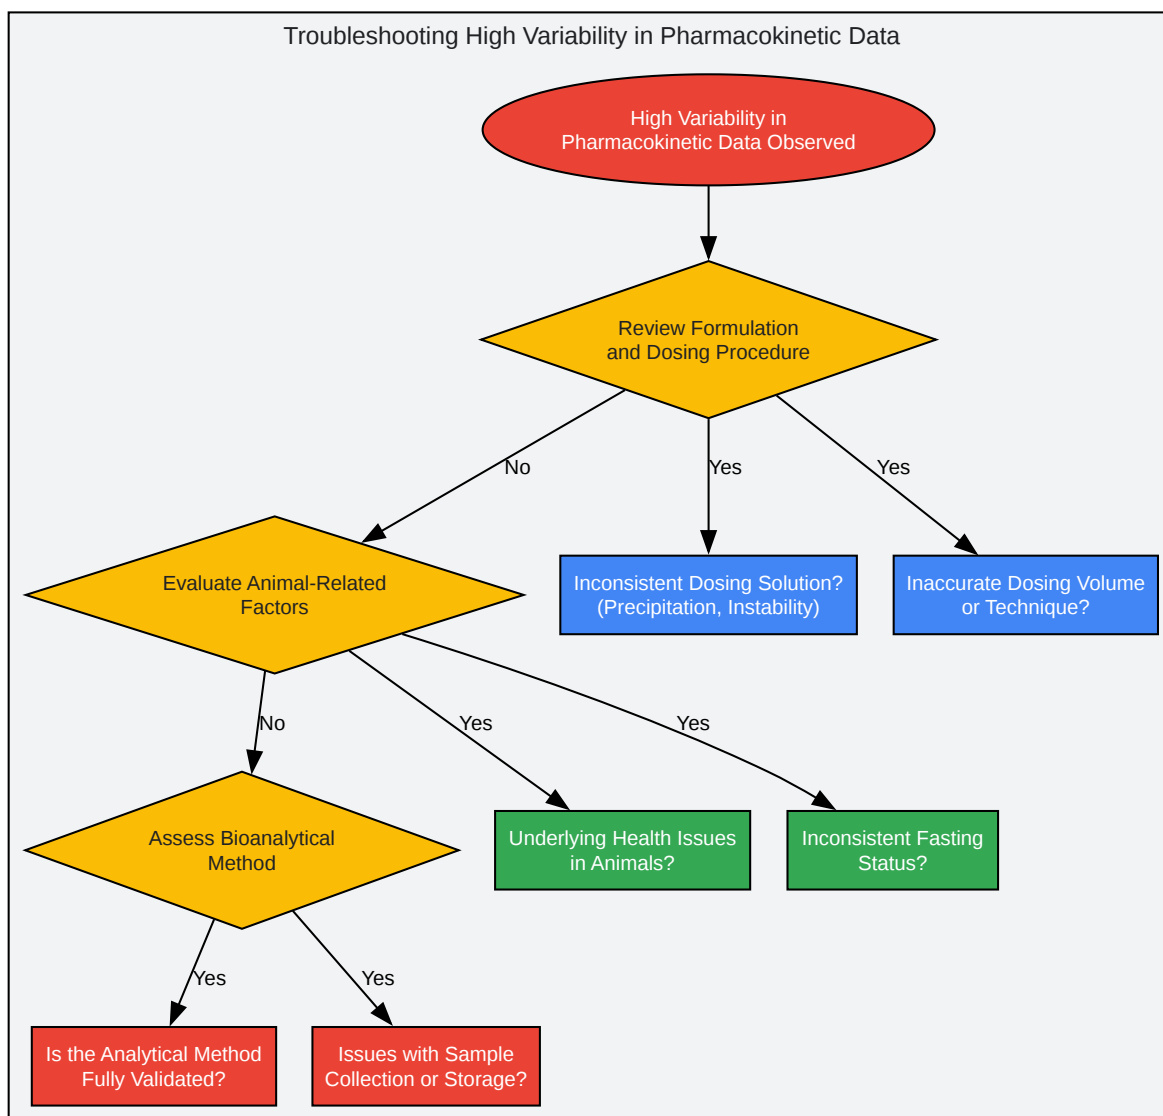 Troubleshooting High Variability in Pharmacokinetic Data
High Variability in
Pharmacokinetic Data Observed
Review Formulation
and Dosing Procedure
No
Yes
Yes
Evaluate Animal-Related
Factors
Inconsistent Dosing Solution?
(Precipitation, Instability)
Inaccurate Dosing Volume
or Technique?
No
Yes
Yes
Assess Bioanalytical
Method
Underlying Health Issues
in Animals?
Inconsistent Fasting
Status?
Yes
Yes
Is the Analytical Method
Fully Validated?
Issues with Sample
Collection or Storage?